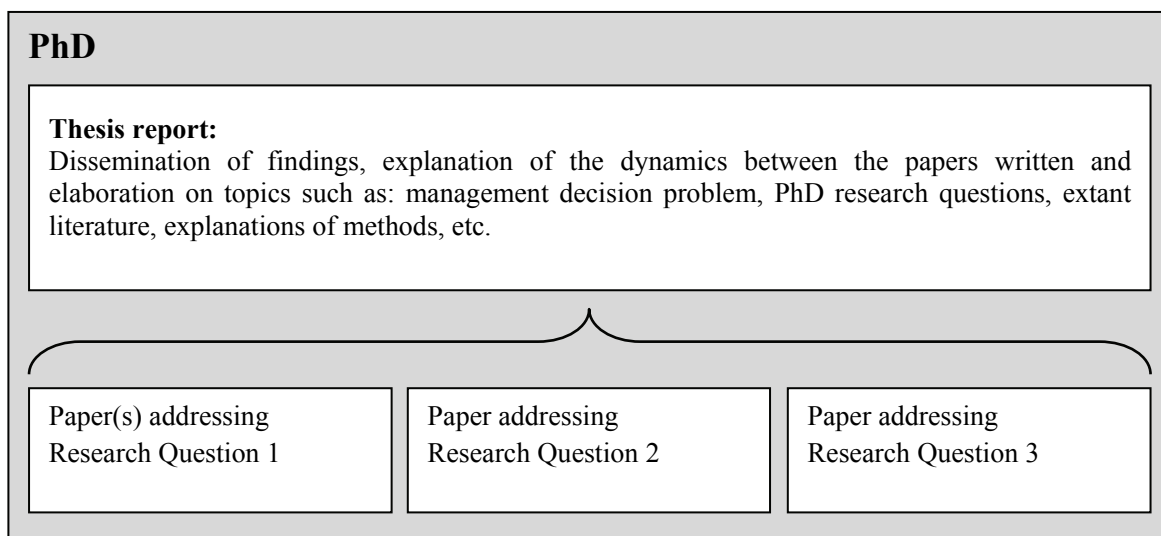 PhD
Thesis report:
Dissemination of findings, explanation of the dynamics between the papers written and
elaboration on topics such as: management decision problem, PhD research questions, extant
literature, explanations of methods, etc.
Paper(s) addressing
Research Question 1
Paper addressing
Research Question 2
Paper addressing
Research Question 3